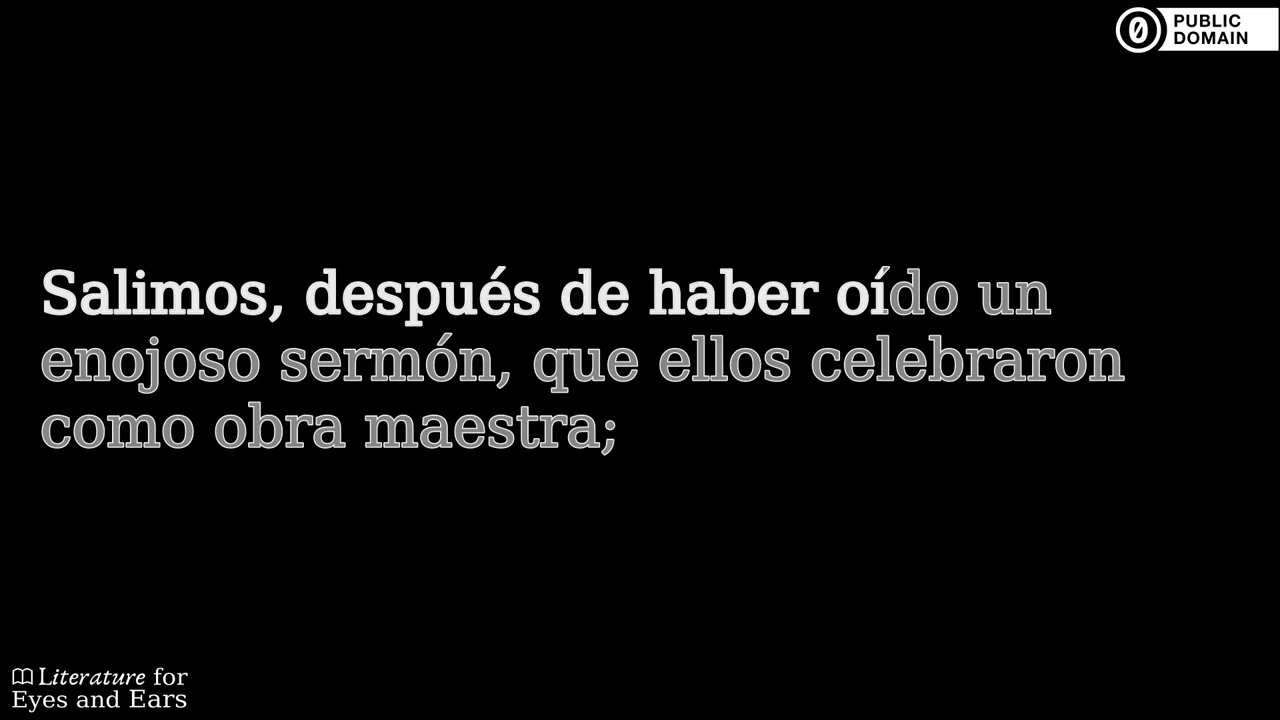 PUBLIC
DOMAIN
Salimos, después de haber oído un
enojoso sermón, que ellos celebraron
como obra maestra;
Literature for
Eyes and Ears